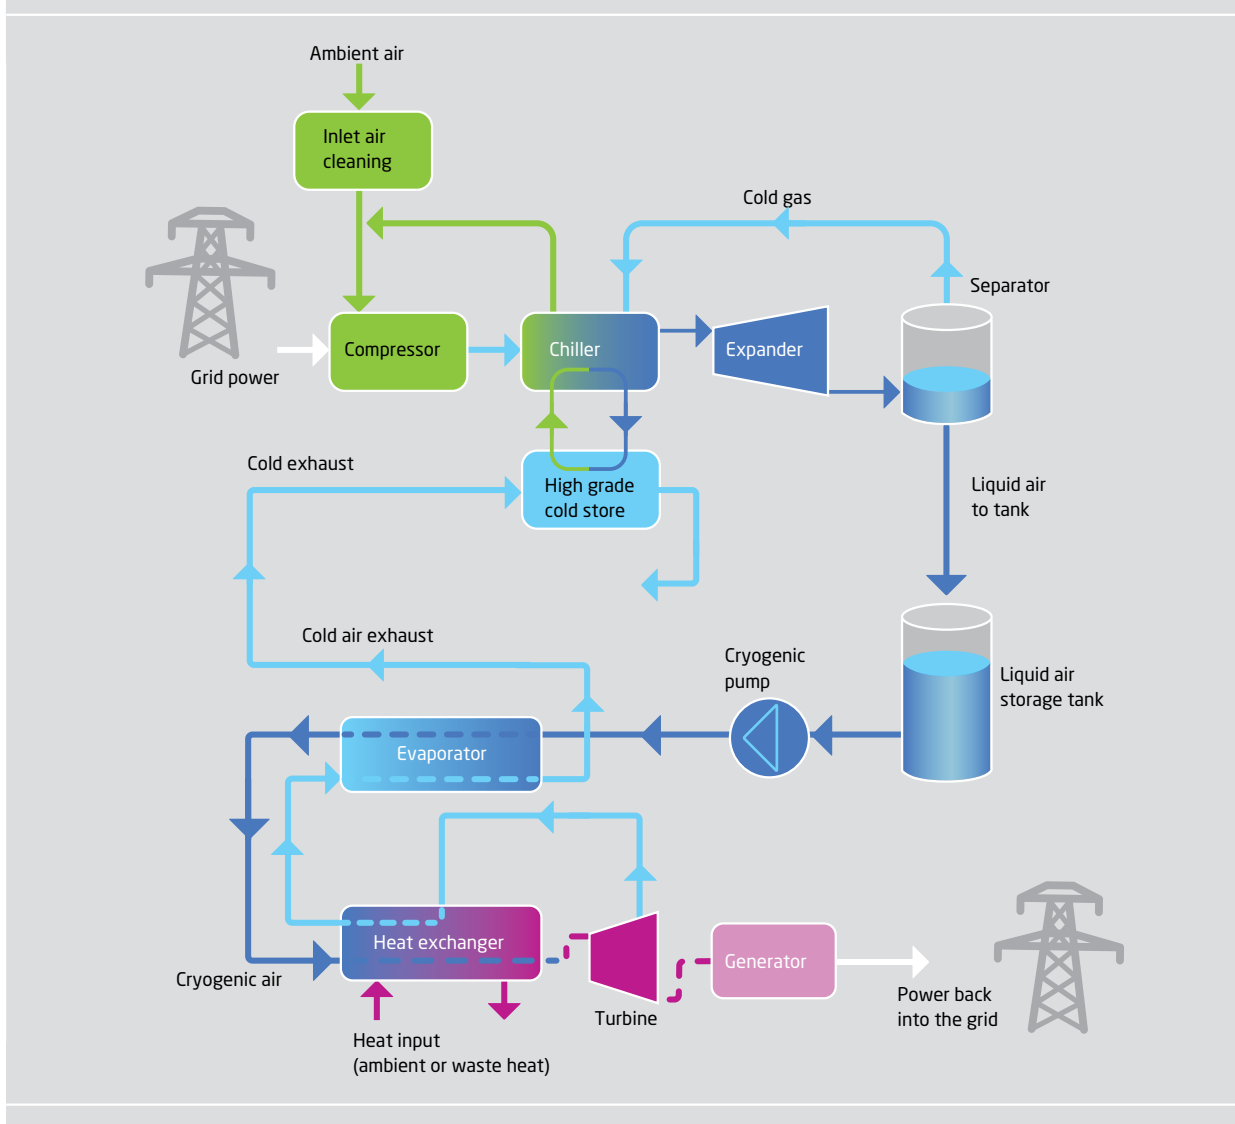 Ambient air
Inlet air
cleaning
Cold gas
Separator
Grid power
Compressor
Chiller
Expander
Cold exhaust
High grade
cold store
Liquid air
to tank
Cold air exhaust
Cryogenic
pump
Liquid air
storage tank
Evaporator
Heat exchanger
Cryogenic air
Turbine
Generator
Power back
into the grid
Heat input
(ambient or waste heat)